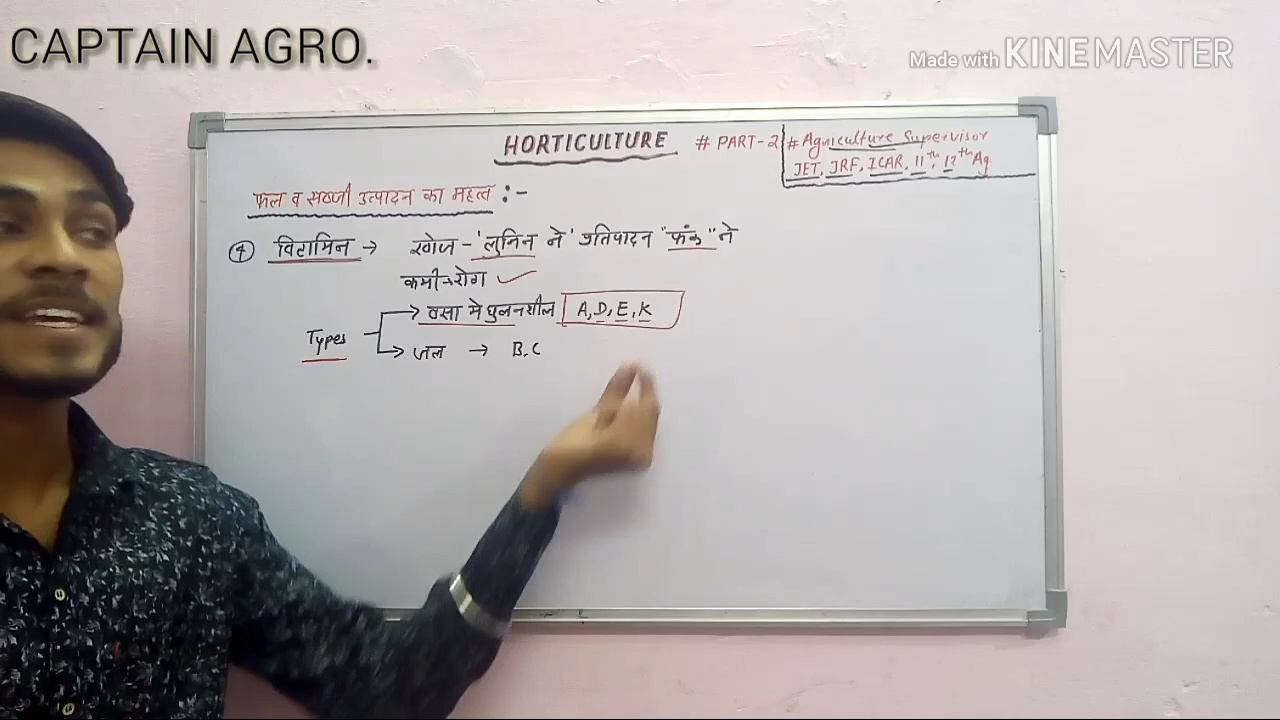 CAPTAIN AGRO.
Made with KINEMASTER
HORTICULTURE # PART-2
# Agriculture Supervisor
JET, JRF, ICAR, 11th, 12th Ag
फल व सब्जी उत्पादन का महत्व :-
④ विटामिन → खोज - 'लुनिन ने' प्रतिपादन "फंक" ने
कमी→रोग ✓
Types → वसा मे घुलनशील A, D, E, K
→ जल → B, C